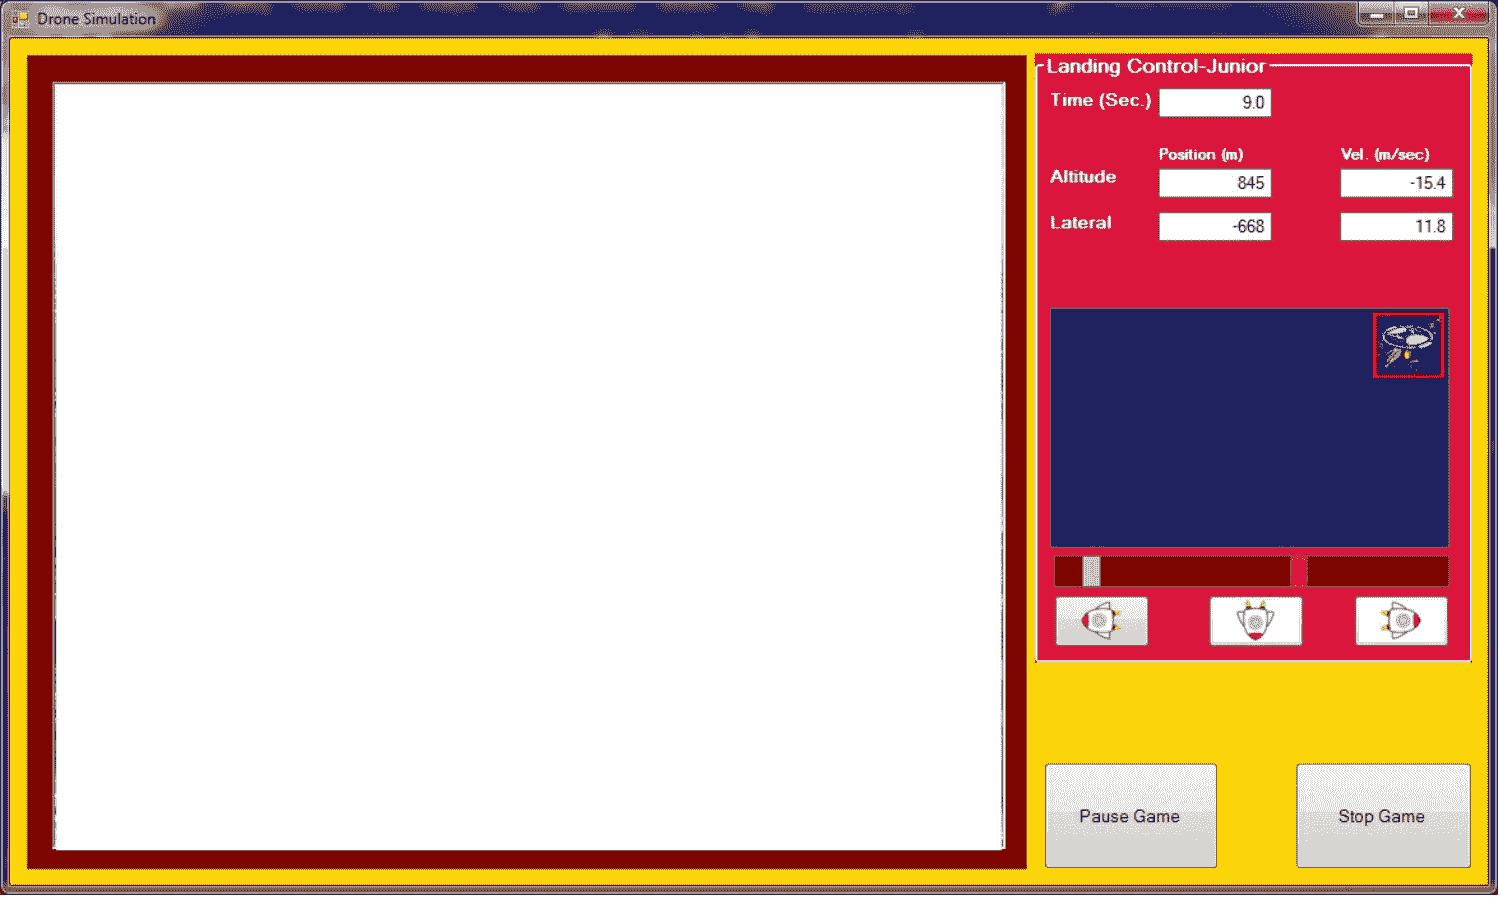 Drone Simulation
Landing Control-Junior
Time (Sec.) 9.0
Position (m) Vel. (m/sec)
Altitude 845 -15.4
Lateral -668 11.8
Pause Game Stop Game